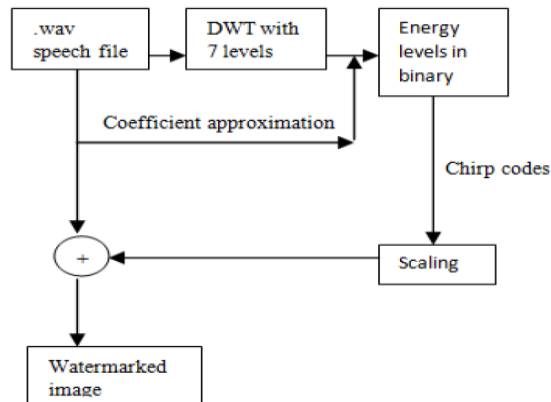 .wav
speech file
DWT with
7 levels
Energy
levels in
binary
Coefficient approximation
Chirp codes
+
Scaling
Watermarked
image